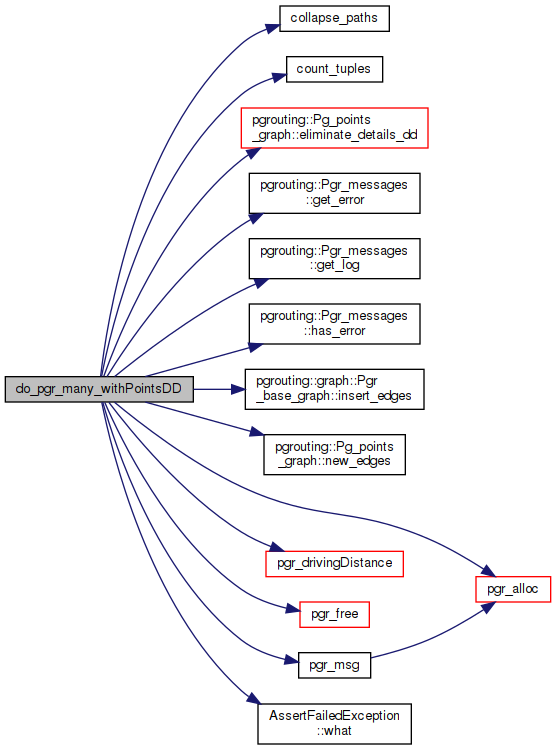 collapse_paths
count_tuples
pgrouting::Pg_points
_graph::eliminate_details_dd
pgrouting::Pgr_messages
::get_error
pgrouting::Pgr_messages
::get_log
pgrouting::Pgr_messages
::has_error
do_pgr_many_withPointsDD
pgrouting::graph::Pgr
_base_graph::insert_edges
pgrouting::Pg_points
_graph::new_edges
pgr_drivingDistance
pgr_alloc
pgr_free
pgr_msg
AssertFailedException
::what